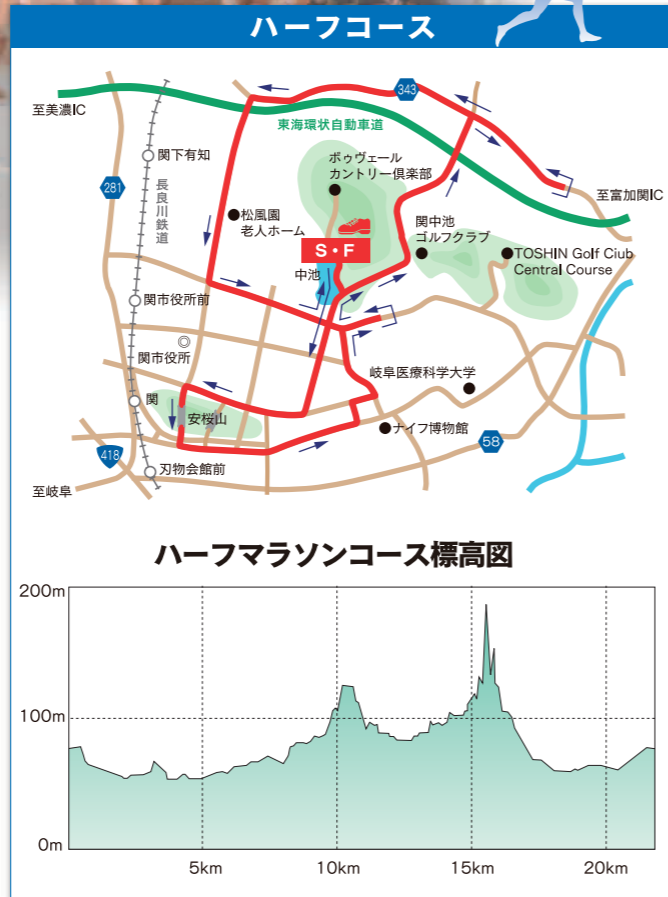 ハーフコース
343
至美濃IC
東海環状自動車道
関下有知
ボゥヴェール
カントリー倶楽部
281
長良川鉄道
至富加関IC
松風園
老人ホーム
関中池
ゴルフクラブ
S・F
TOSHIN Golf Ciub
Central Course
中池
関市役所前
関市役所
岐阜医療科学大学
関
安桜山
ナイフ博物館
58
418
刃物会館前
至岐阜
ハーフマラソンコース標高図
200m
100m
0m
5km
10km
15km
20km